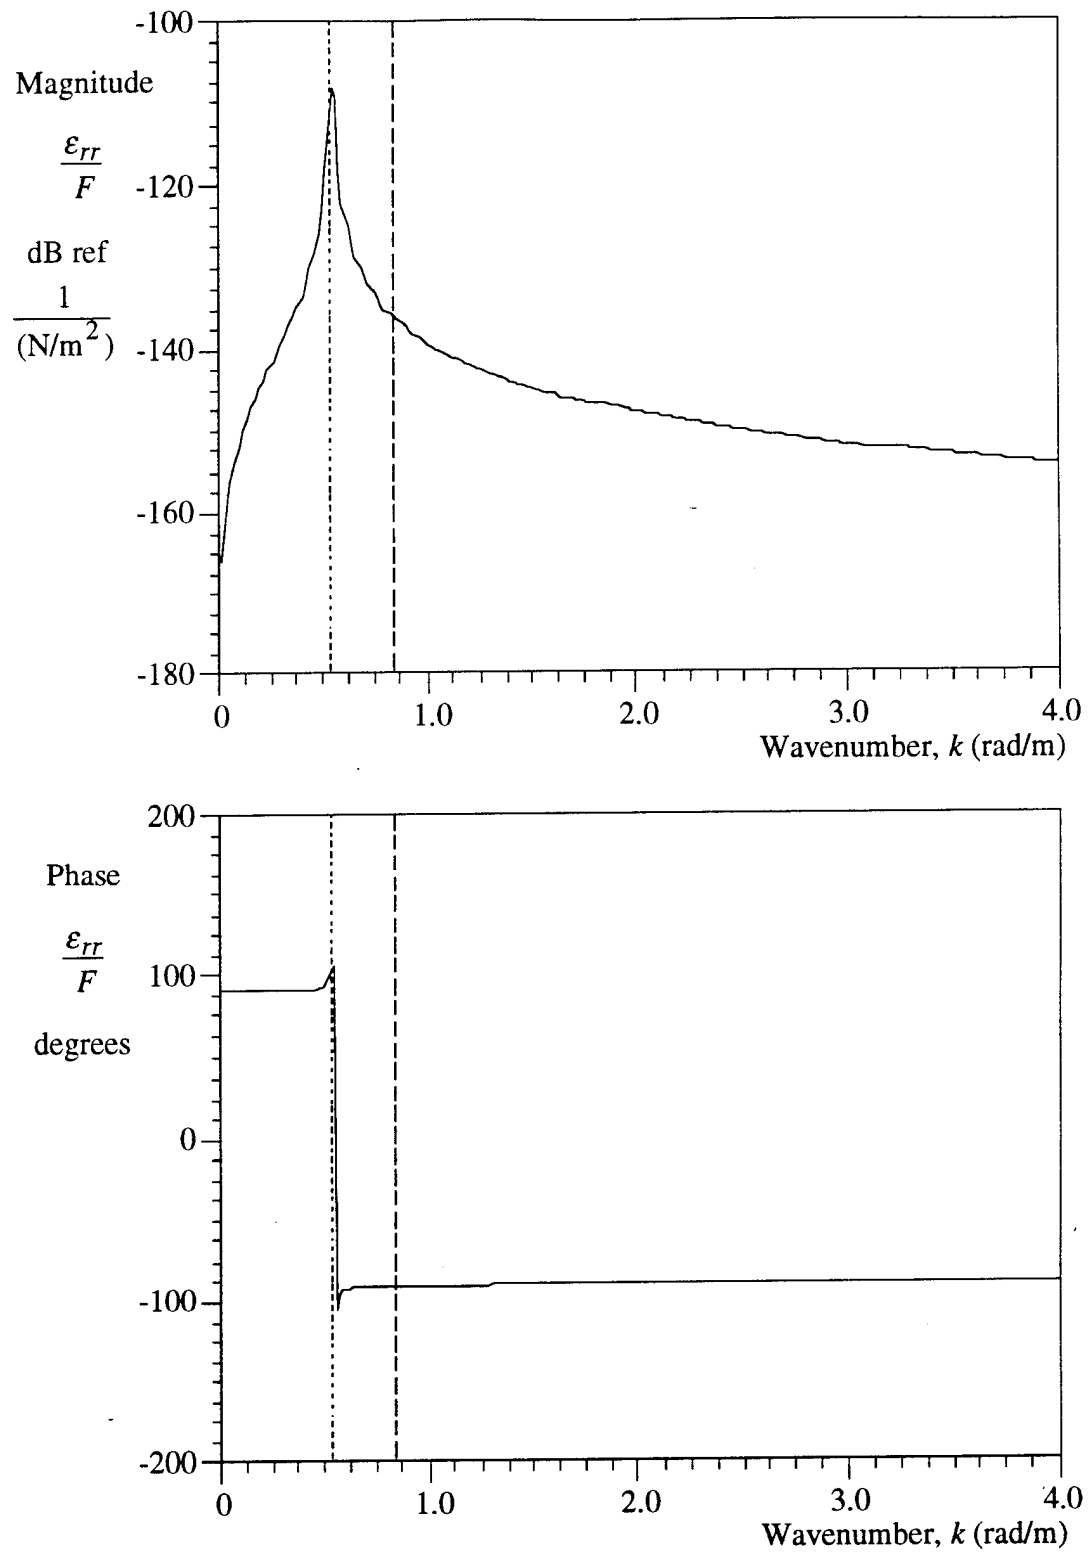 -100
Magnitude
εrr
F
-120
dB ref
1
(N/m²)
-140
-160
-180
0 1.0 2.0 3.0 4.0
Wavenumber, k (rad/m)
200
Phase
εrr
F
100
degrees
0
-100
-200
0 1.0 2.0 3.0 4.0
Wavenumber, k (rad/m)